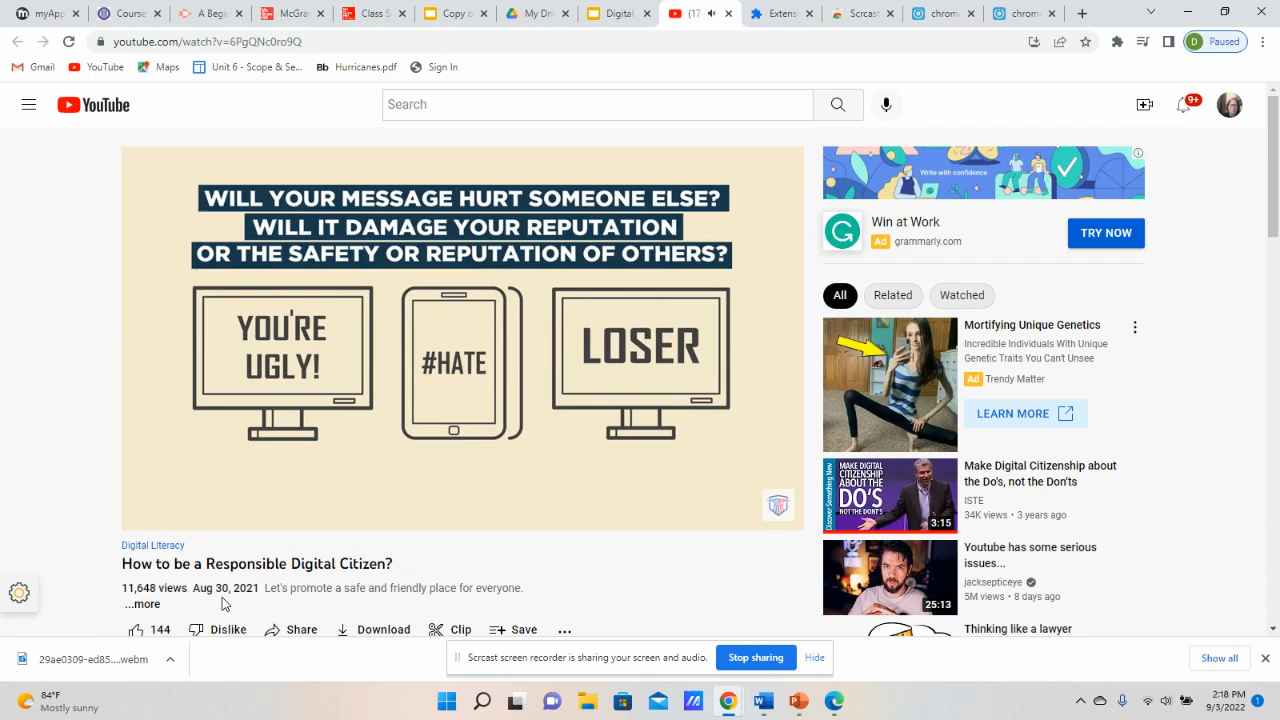 myApp
Course
A Begi
McGra
Class S
Copy c
My Dri
Digital
(17
Extens
Scrcast
chrom
chrom
youtube.com/watch?v=6PgQNc0ro9Q
D Paused
Gmail
YouTube
Maps
Unit 6 - Scope & Se...
Bb Hurricanes.pdf
Sign In
YouTube
Search
9+
WILL YOUR MESSAGE HURT SOMEONE ELSE?
WILL IT DAMAGE YOUR REPUTATION
OR THE SAFETY OR REPUTATION OF OTHERS?
YOU'RE
UGLY!
#HATE
LOSER
Digital Literacy
How to be a Responsible Digital Citizen?
11,648 views Aug 30, 2021 Let's promote a safe and friendly place for everyone.
...more
144
Dislike
Share
Download
Clip
Save
Write with confidence
Win at Work
Ad grammarly.com
TRY NOW
All
Related
Watched
Mortifying Unique Genetics
Incredible Individuals With Unique
Genetic Traits You Can't Unsee
Ad Trendy Matter
LEARN MORE
Discover Something New
MAKE DIGITAL
CITIZENSHIP
ABOUT THE
DO'S,
NOT THE DON'TS
3:15
Make Digital Citizenship about
the Do's, not the Don'ts
ISTE
34K views • 3 years ago
25:13
Youtube has some serious
issues...
jacksepticeye
5M views • 8 days ago
Thinking like a lawyer
29ae0309-ed85....webm
Scrcast screen recorder is sharing your screen and audio.
Stop sharing
Hide
Show all
84°F
Mostly sunny
2:18 PM
9/3/2022
1